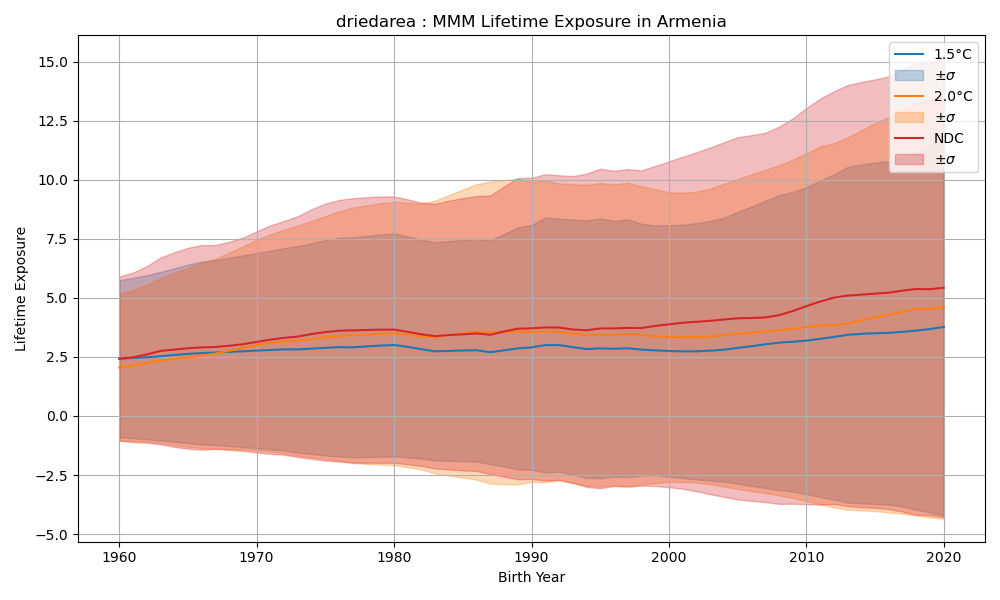 driedarea : MMM Lifetime Exposure in Armenia
15.0
12.5
10.0
7.5
5.0
2.5
0.0
−2.5
−5.0
Lifetime Exposure
1960
1970
1980
1990
2000
2010
2020
Birth Year
1.5°C
±σ
2.0°C
±σ
NDC
±σ